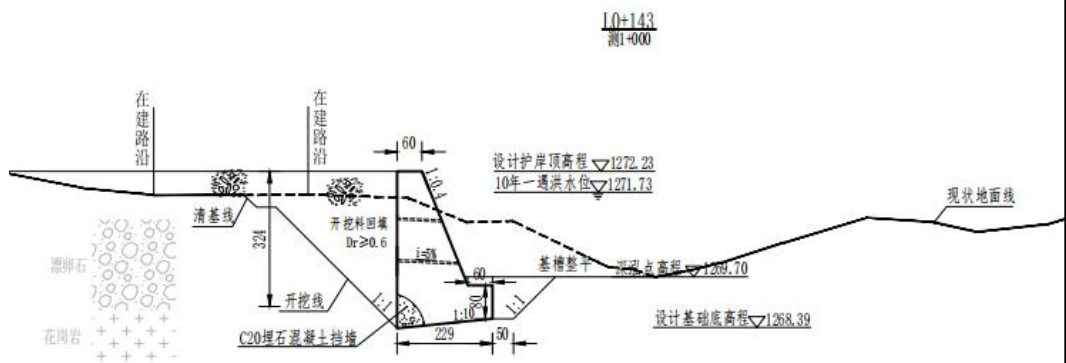 L0+143
测1+000
在建路沿
在建路沿
60
1:0.4
设计护岸顶高程 1272.23
10年一遇洪水位 1271.73
现状地面线
清基线
324
开挖料回填
Dr≥0.6
i=5%
漂卵石
60
基槽整平
深泓点高程 1269.70
80
1:1
开挖线
1:1
1:10
花岗岩
C20埋石混凝土挡墙
229
50
设计基础底高程 1268.39